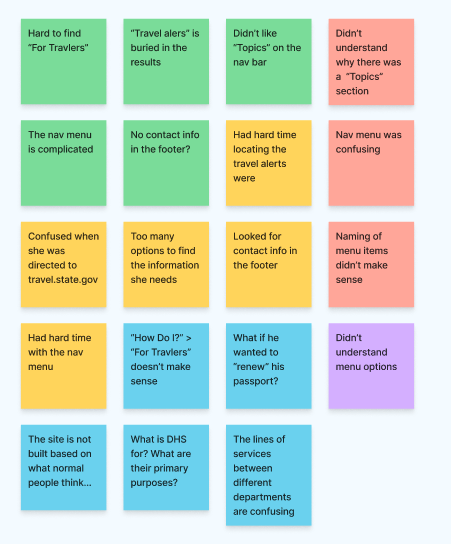 Hard to find
“For Travlers”
“Travel alers” is
buried in the
results
Didn’t like
“Topics” on the
nav bar
Didn’t
understand
why there was
a “Topics”
section
The nav menu
is complicated
No contact info
in the footer?
Had hard time
locating the
travel alerts
were
Nav menu was
confusing
Confused when
she was
directed to
travel.state.gov
Too many
options to find
the information
she needs
Looked for
contact info in
the footer
Naming of
menu items
didn’t make
sense
Had hard time
with the nav
menu
“How Do I?” >
“For Travlers”
doesn’t make
sense
What if he
wanted to
“renew” his
passport?
Didn’t
understand
menu options
The site is not
built based on
what normal
people think...
What is DHS
for? What are
their primary
purposes?
The lines of
services
between
different
departments
are confusing